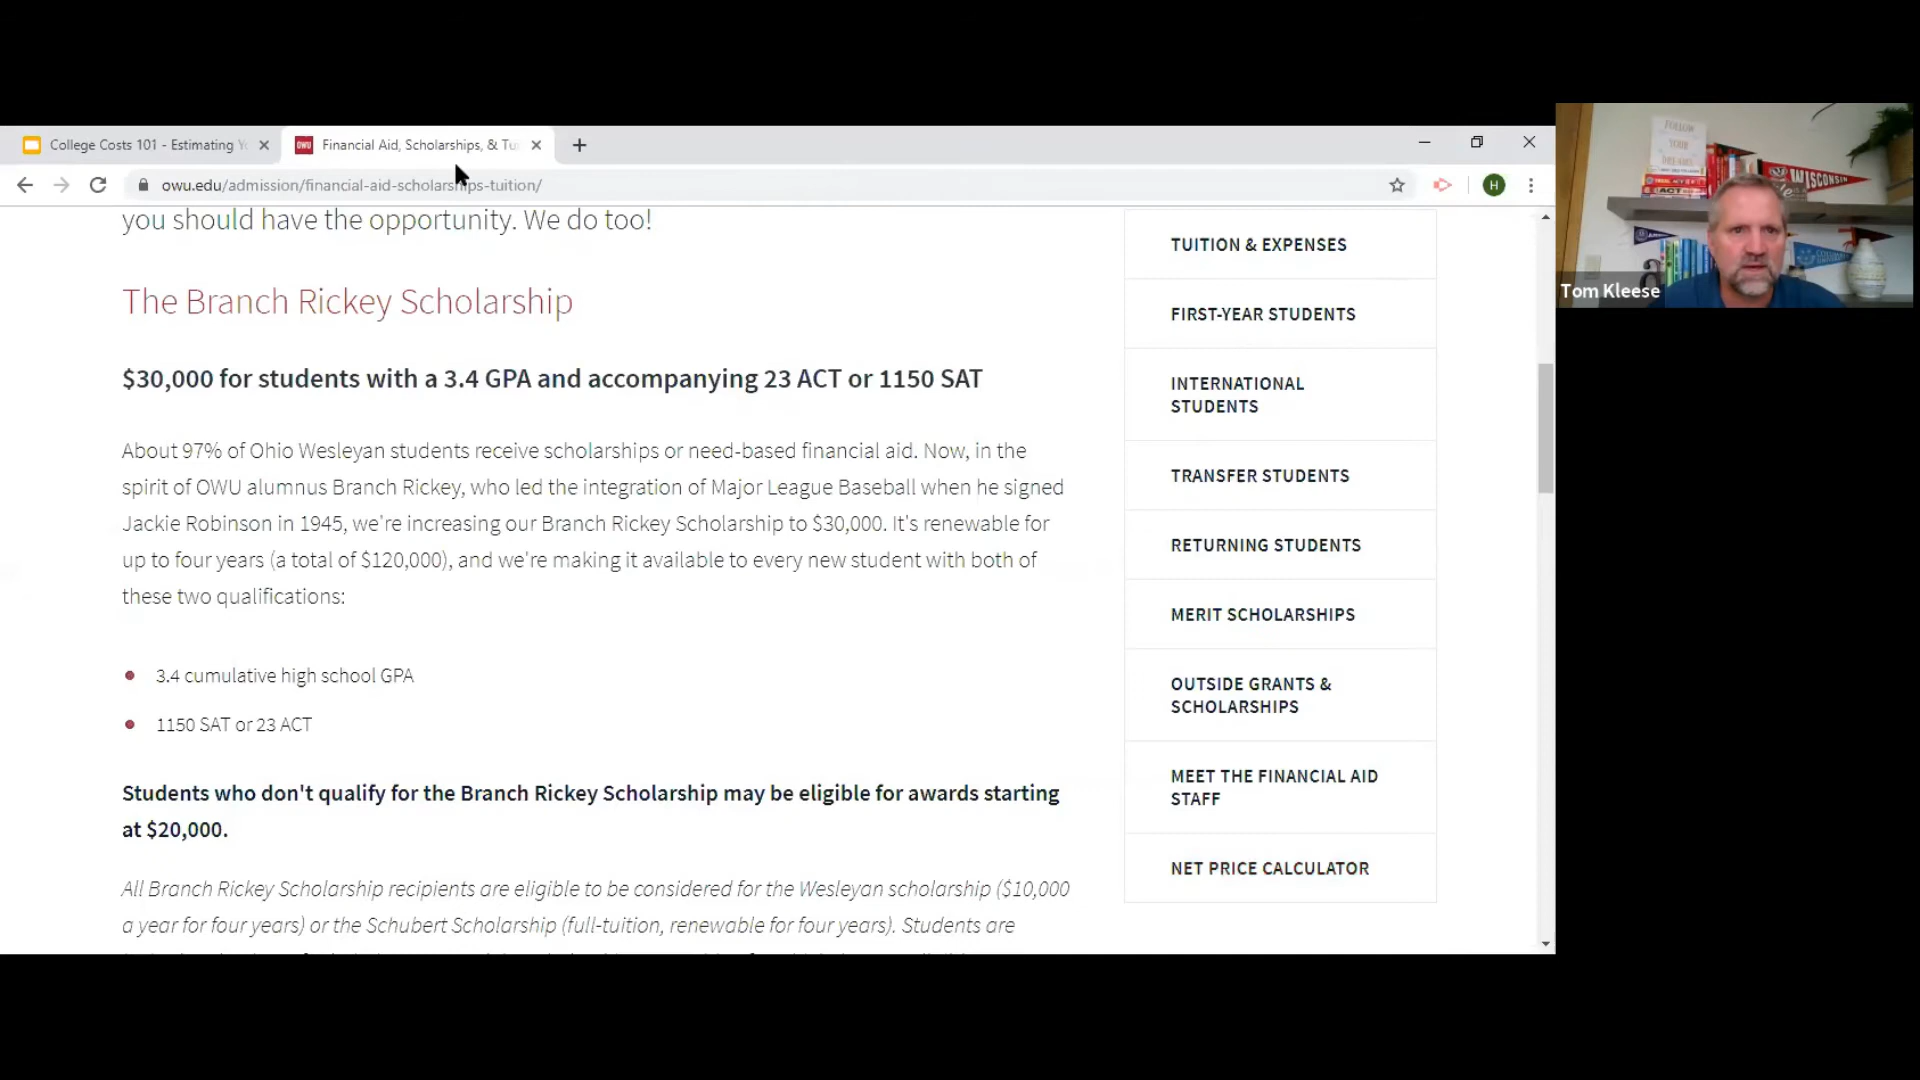 College Costs 101 - Estimating Y
OWU
Financial Aid, Scholarships, & Tu
owu.edu/admission/financial-aid-scholarships-tuition/
H
you should have the opportunity. We do too!
The Branch Rickey Scholarship
$30,000 for students with a 3.4 GPA and accompanying 23 ACT or 1150 SAT
About 97% of Ohio Wesleyan students receive scholarships or need-based financial aid. Now, in the
spirit of OWU alumnus Branch Rickey, who led the integration of Major League Baseball when he signed
Jackie Robinson in 1945, we're increasing our Branch Rickey Scholarship to $30,000. It's renewable for
up to four years (a total of $120,000), and we're making it available to every new student with both of
these two qualifications:
3.4 cumulative high school GPA
1150 SAT or 23 ACT
Students who don't qualify for the Branch Rickey Scholarship may be eligible for awards starting
at $20,000.
All Branch Rickey Scholarship recipients are eligible to be considered for the Wesleyan scholarship ($10,000
a year for four years) or the Schubert Scholarship (full-tuition, renewable for four years). Students are
TUITION & EXPENSES
FIRST-YEAR STUDENTS
INTERNATIONAL
STUDENTS
TRANSFER STUDENTS
RETURNING STUDENTS
MERIT SCHOLARSHIPS
OUTSIDE GRANTS &
SCHOLARSHIPS
MEET THE FINANCIAL AID
STAFF
NET PRICE CALCULATOR
FOLLOW
YOUR
DREAMS
ACT
WISCONSIN
Tom Kleese